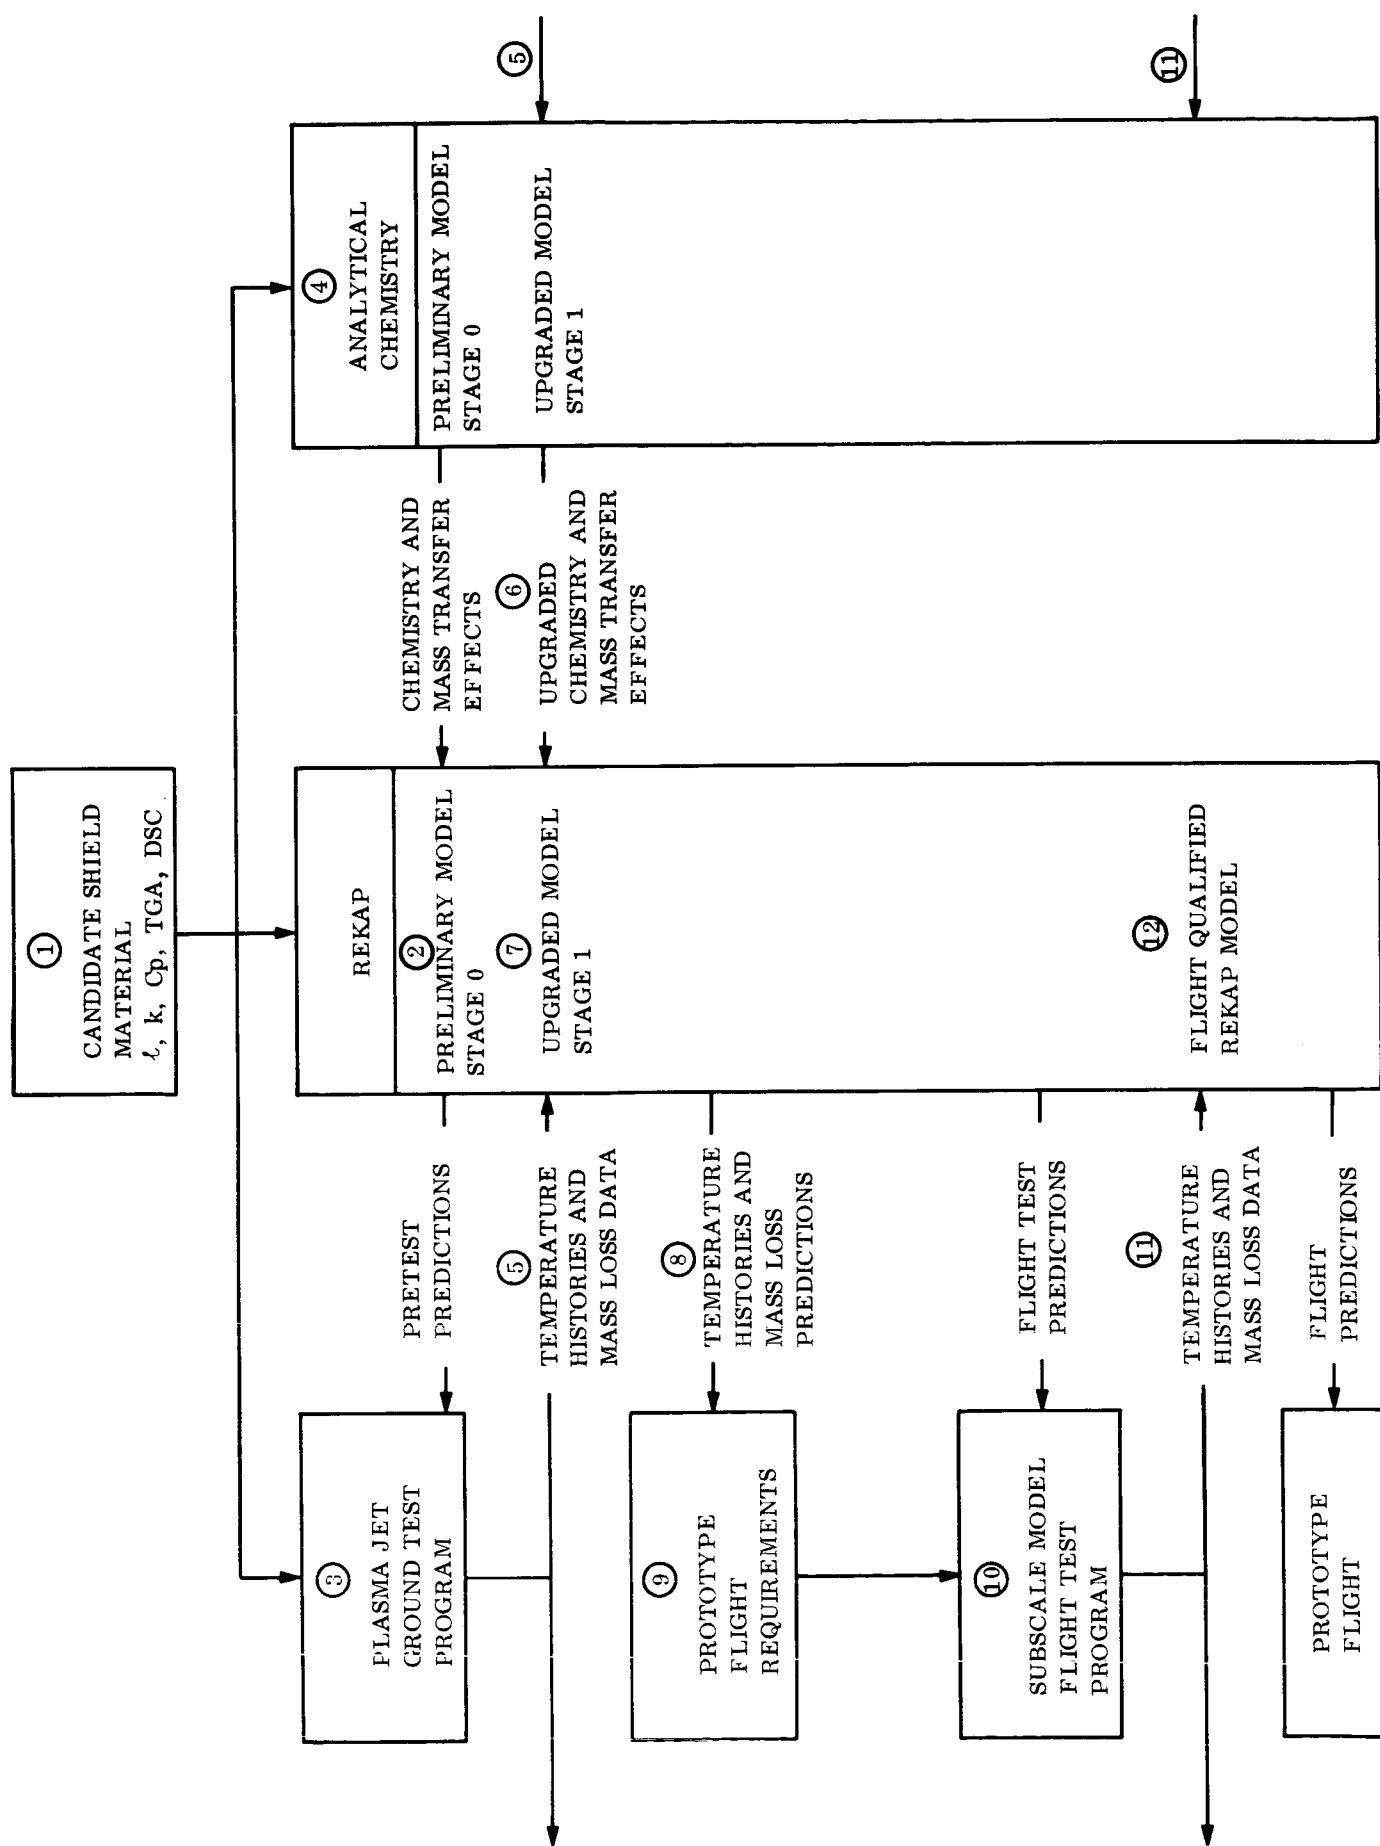 1
CANDIDATE SHIELD
MATERIAL
ℓ, k, Cp, TGA, DSC
3
PLASMA JET
GROUND TEST
PROGRAM
PRETEST
PREDICTIONS
5
TEMPERATURE
HISTORIES AND
MASS LOSS DATA
8
TEMPERATURE
HISTORIES AND
MASS LOSS
PREDICTIONS
9
PROTOTYPE
FLIGHT
REQUIREMENTS
10
SUBSCALE MODEL
FLIGHT TEST
PROGRAM
FLIGHT TEST
PREDICTIONS
11
TEMPERATURE
HISTORIES AND
MASS LOSS DATA
PROTOTYPE
FLIGHT
FLIGHT
PREDICTIONS
REKAP
2
PRELIMINARY MODEL
STAGE 0
7
UPGRADED MODEL
STAGE 1
12
FLIGHT QUALIFIED
REKAP MODEL
CHEMISTRY AND
MASS TRANSFER
EFFECTS
6
UPGRADED
CHEMISTRY AND
MASS TRANSFER
EFFECTS
4
ANALYTICAL
CHEMISTRY
PRELIMINARY MODEL
STAGE 0
UPGRADED MODEL
STAGE 1
5
11